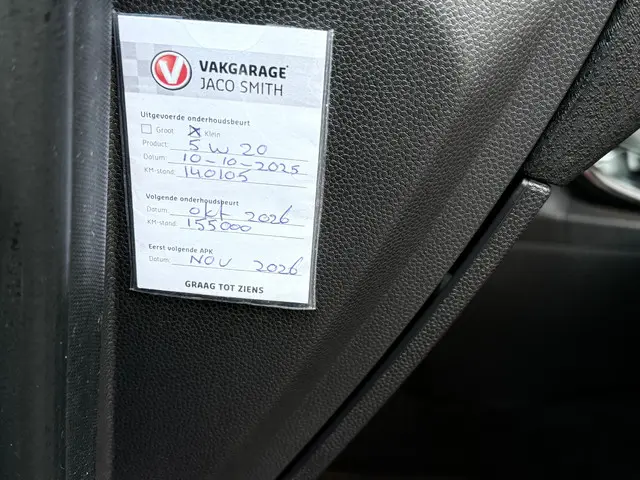 V VAKGARAGE
JACO SMITH
Uitgevoerde onderhoudsbeurt
Groot X Klein
Product: 5 W 20
Datum: 10-10-2025
KM-stand: 140105
Volgende onderhoudsbeurt
Datum: okt 2026
KM-stand: 155000
Eerst volgende APK
Datum: NOV 2026
GRAAG TOT ZIENS